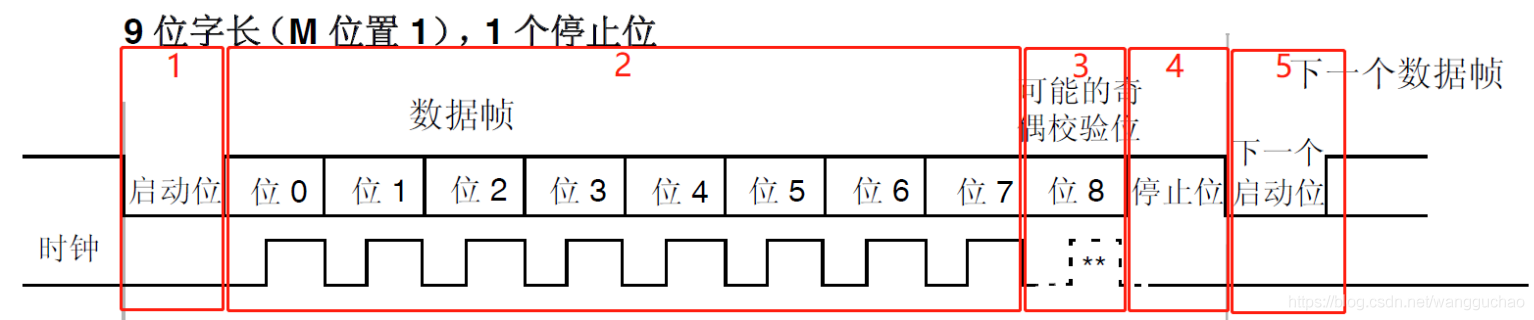 9 位字长（M 位置 1），1 个停止位
1
2
3
4
5
下一个数据帧
数据帧
可能的奇
偶校验位
下一个
启动位
启动位
位 0
位 1
位 2
位 3
位 4
位 5
位 6
位 7
位 8
停止位
时钟
**
https://blog.csdn.net/wangguchao